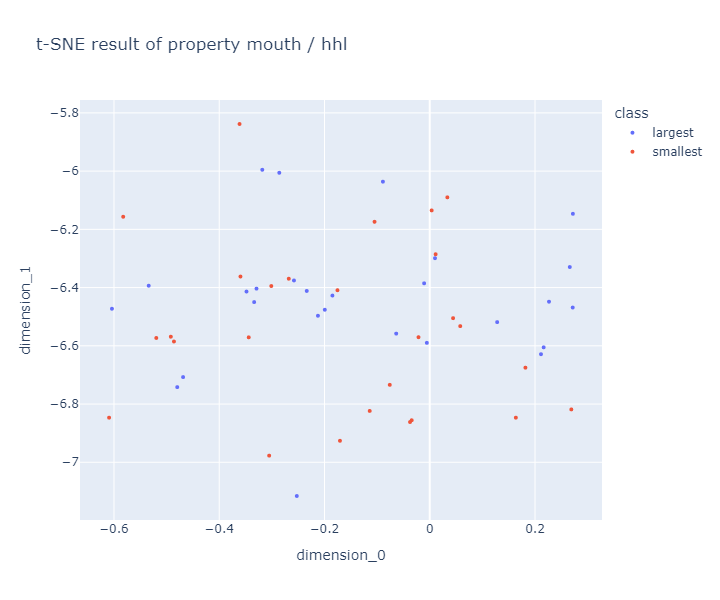 t-SNE result of property mouth / hhl
class
largest
smallest
−5.8
−6
−6.2
−6.4
−6.6
−6.8
−7
dimension_1
−0.6
−0.4
−0.2
0
0.2
dimension_0